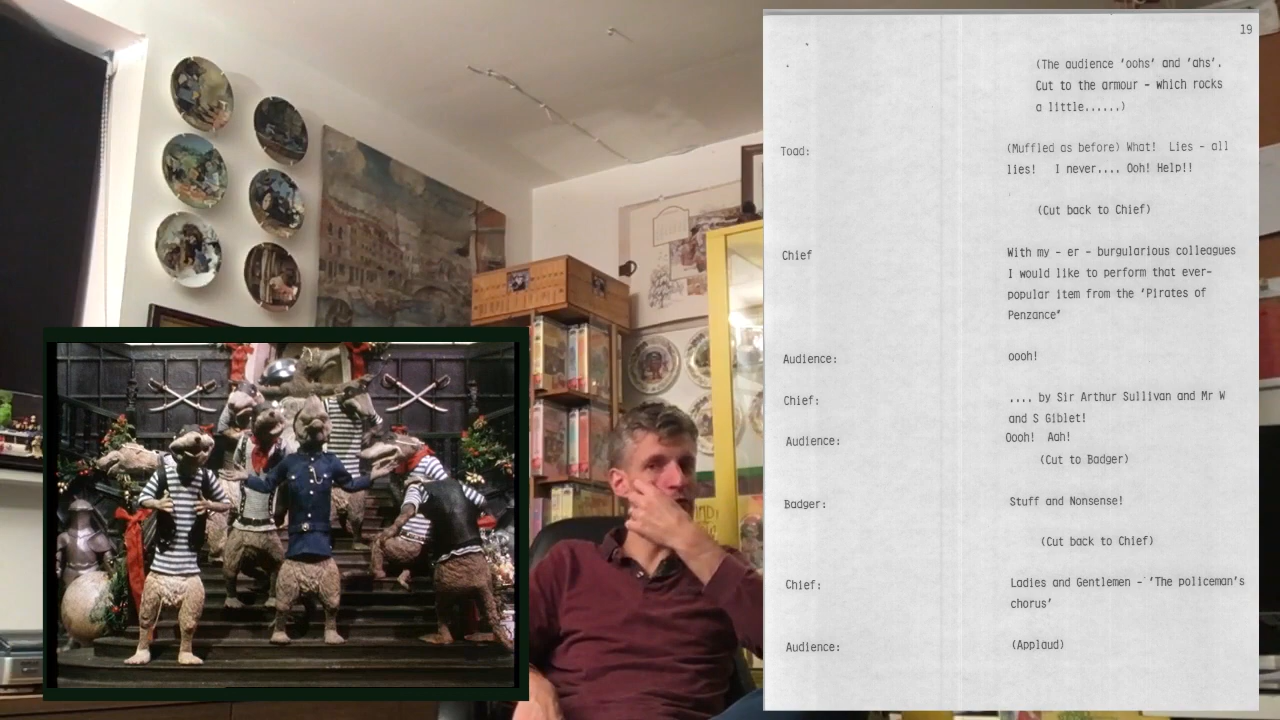 19
(The audience 'oohs' and 'ahs'.
Cut to the armour - which rocks
a little......)
Toad:
(Muffled as before) What! Lies - all
lies! I never.... Ooh! Help!!
(Cut back to Chief)
Chief
With my - er - burgularious colleagues
I would like to perform that ever-
popular item from the 'Pirates of
Penzance'
Audience:
oooh!
Chief:
.... by Sir Arthur Sullivan and Mr W
and S Giblet!
Audience:
Oooh! Aah!
(Cut to Badger)
Badger:
Stuff and Nonsense!
(Cut back to Chief)
Chief:
Ladies and Gentlemen - 'The policeman's
chorus'
Audience:
(Applaud)